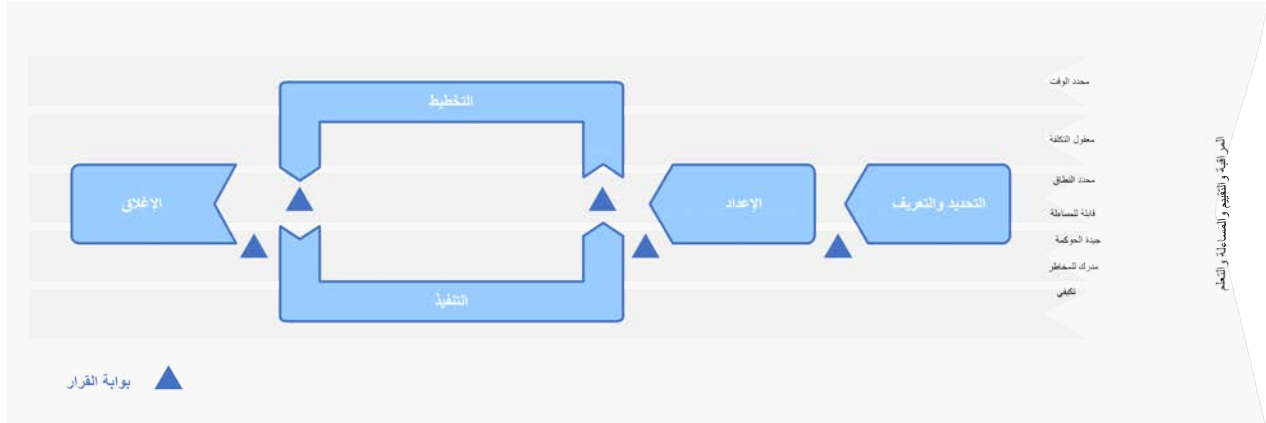 المراقبة والتقييم والمساءلة والتعلم
محدد الوقت
معقول التكلفة
محدد النطاق
قابلة للمساءلة
جيدة الحوكمة
مدرك للمخاطر
تكيفي
التحديد والتعريف
الإعداد
التخطيط
التنفيذ
الإغلاق
بوابة القرار